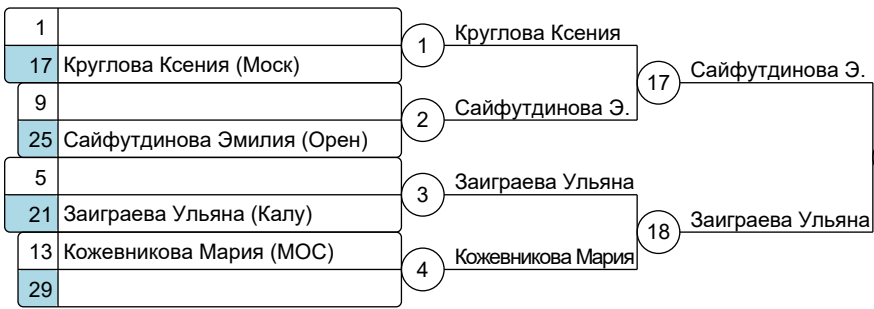 1
17 Круглова Ксения (Моск)
9
25 Сайфутдинова Эмилия (Орен)
5
21 Заиграева Ульяна (Калу)
13 Кожевникова Мария (МОС)
29
1 Круглова Ксения
2 Сайфутдинова Э.
3 Заиграева Ульяна
4 Кожевникова Мария
17 Сайфутдинова Э.
18 Заиграева Ульяна